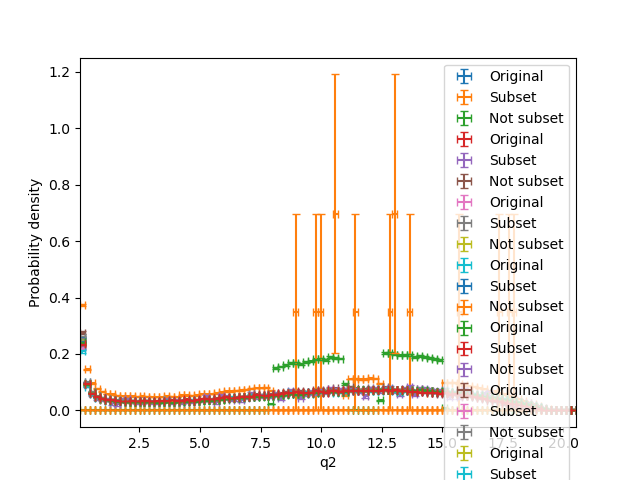 1.2
1.0
0.8
0.6
0.4
0.2
0.0
Probability density
2.5
5.0
7.5
10.0
12.5
15.0
17.5
20.0
q2
Original
Subset
Not subset
Original
Subset
Not subset
Original
Subset
Not subset
Original
Subset
Not subset
Original
Subset
Not subset
Original
Subset
Not subset
Original
Subset